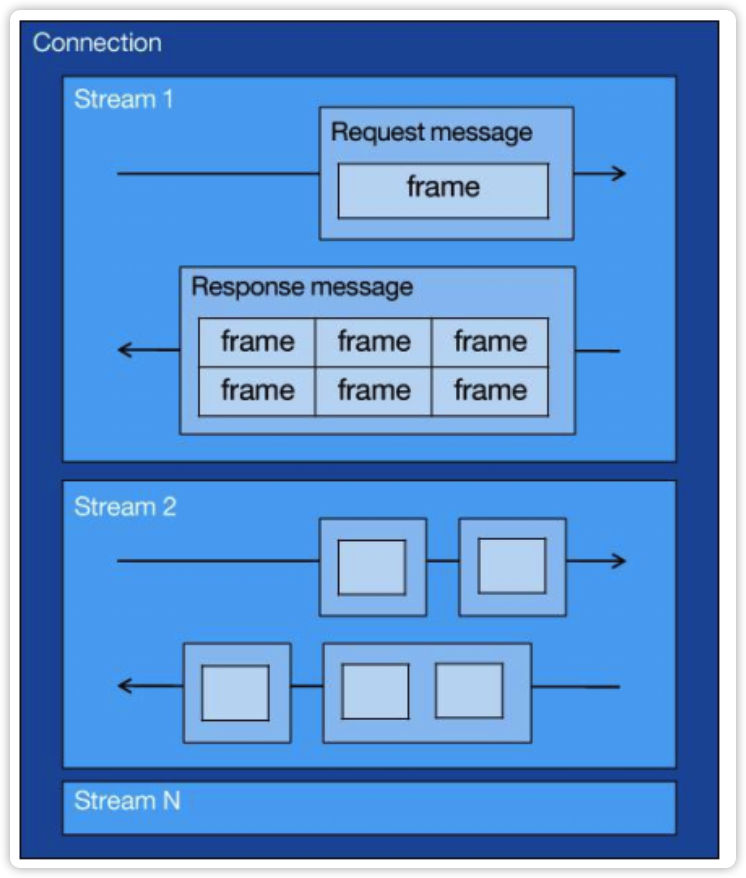 Connection
Stream 1
Request message
frame
Response message
frame frame frame
frame frame frame
Stream 2
Stream N